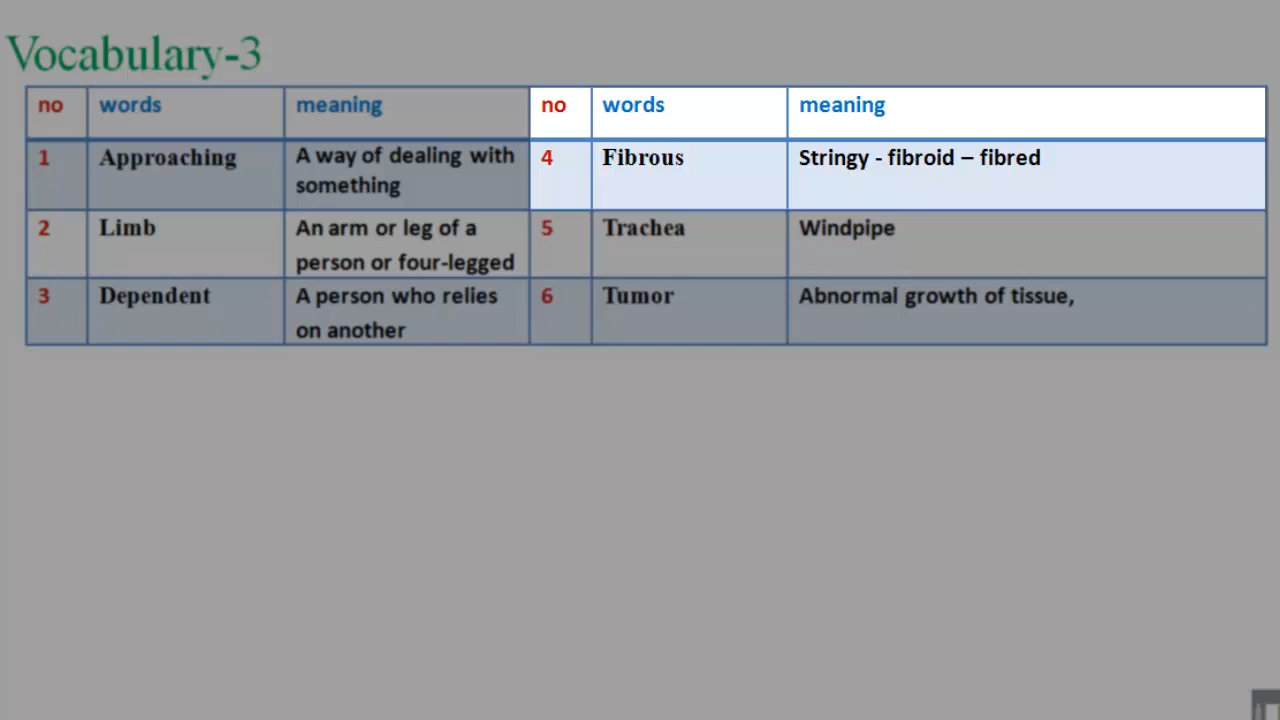 Vocabulary-3
no words meaning no words meaning
1 Approaching A way of dealing with something 4 Fibrous Stringy - fibroid – fibred
2 Limb An arm or leg of a person or four-legged 5 Trachea Windpipe
3 Dependent A person who relies on another 6 Tumor Abnormal growth of tissue,